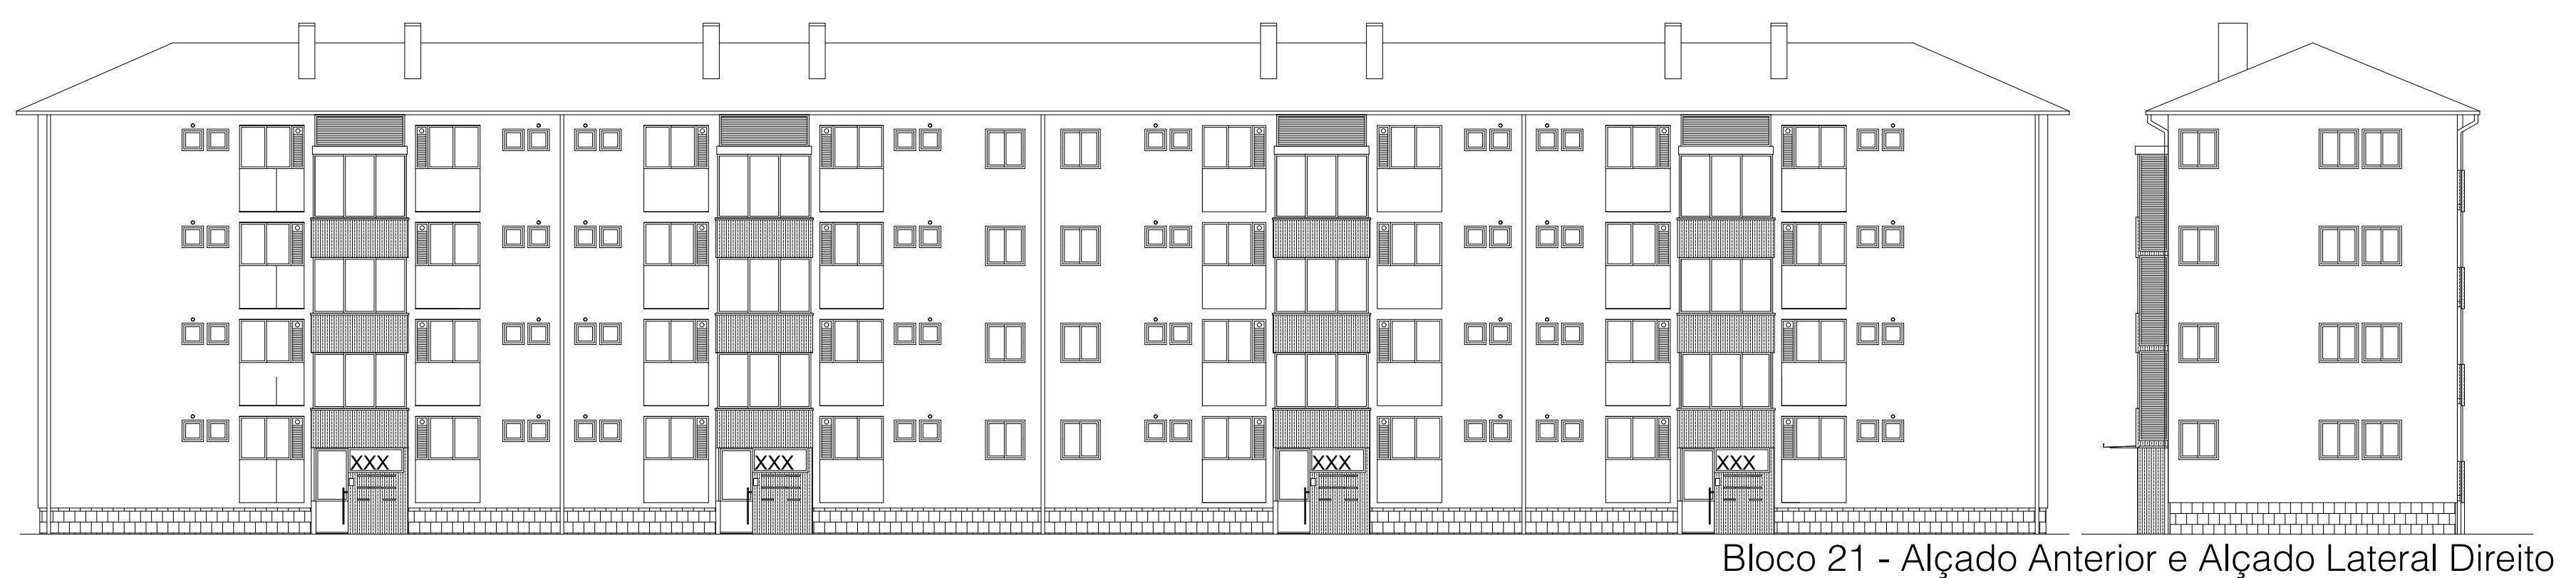 XXX XXX XXX XXX
Bloco 21 - Alçado Anterior e Alçado Lateral Direito